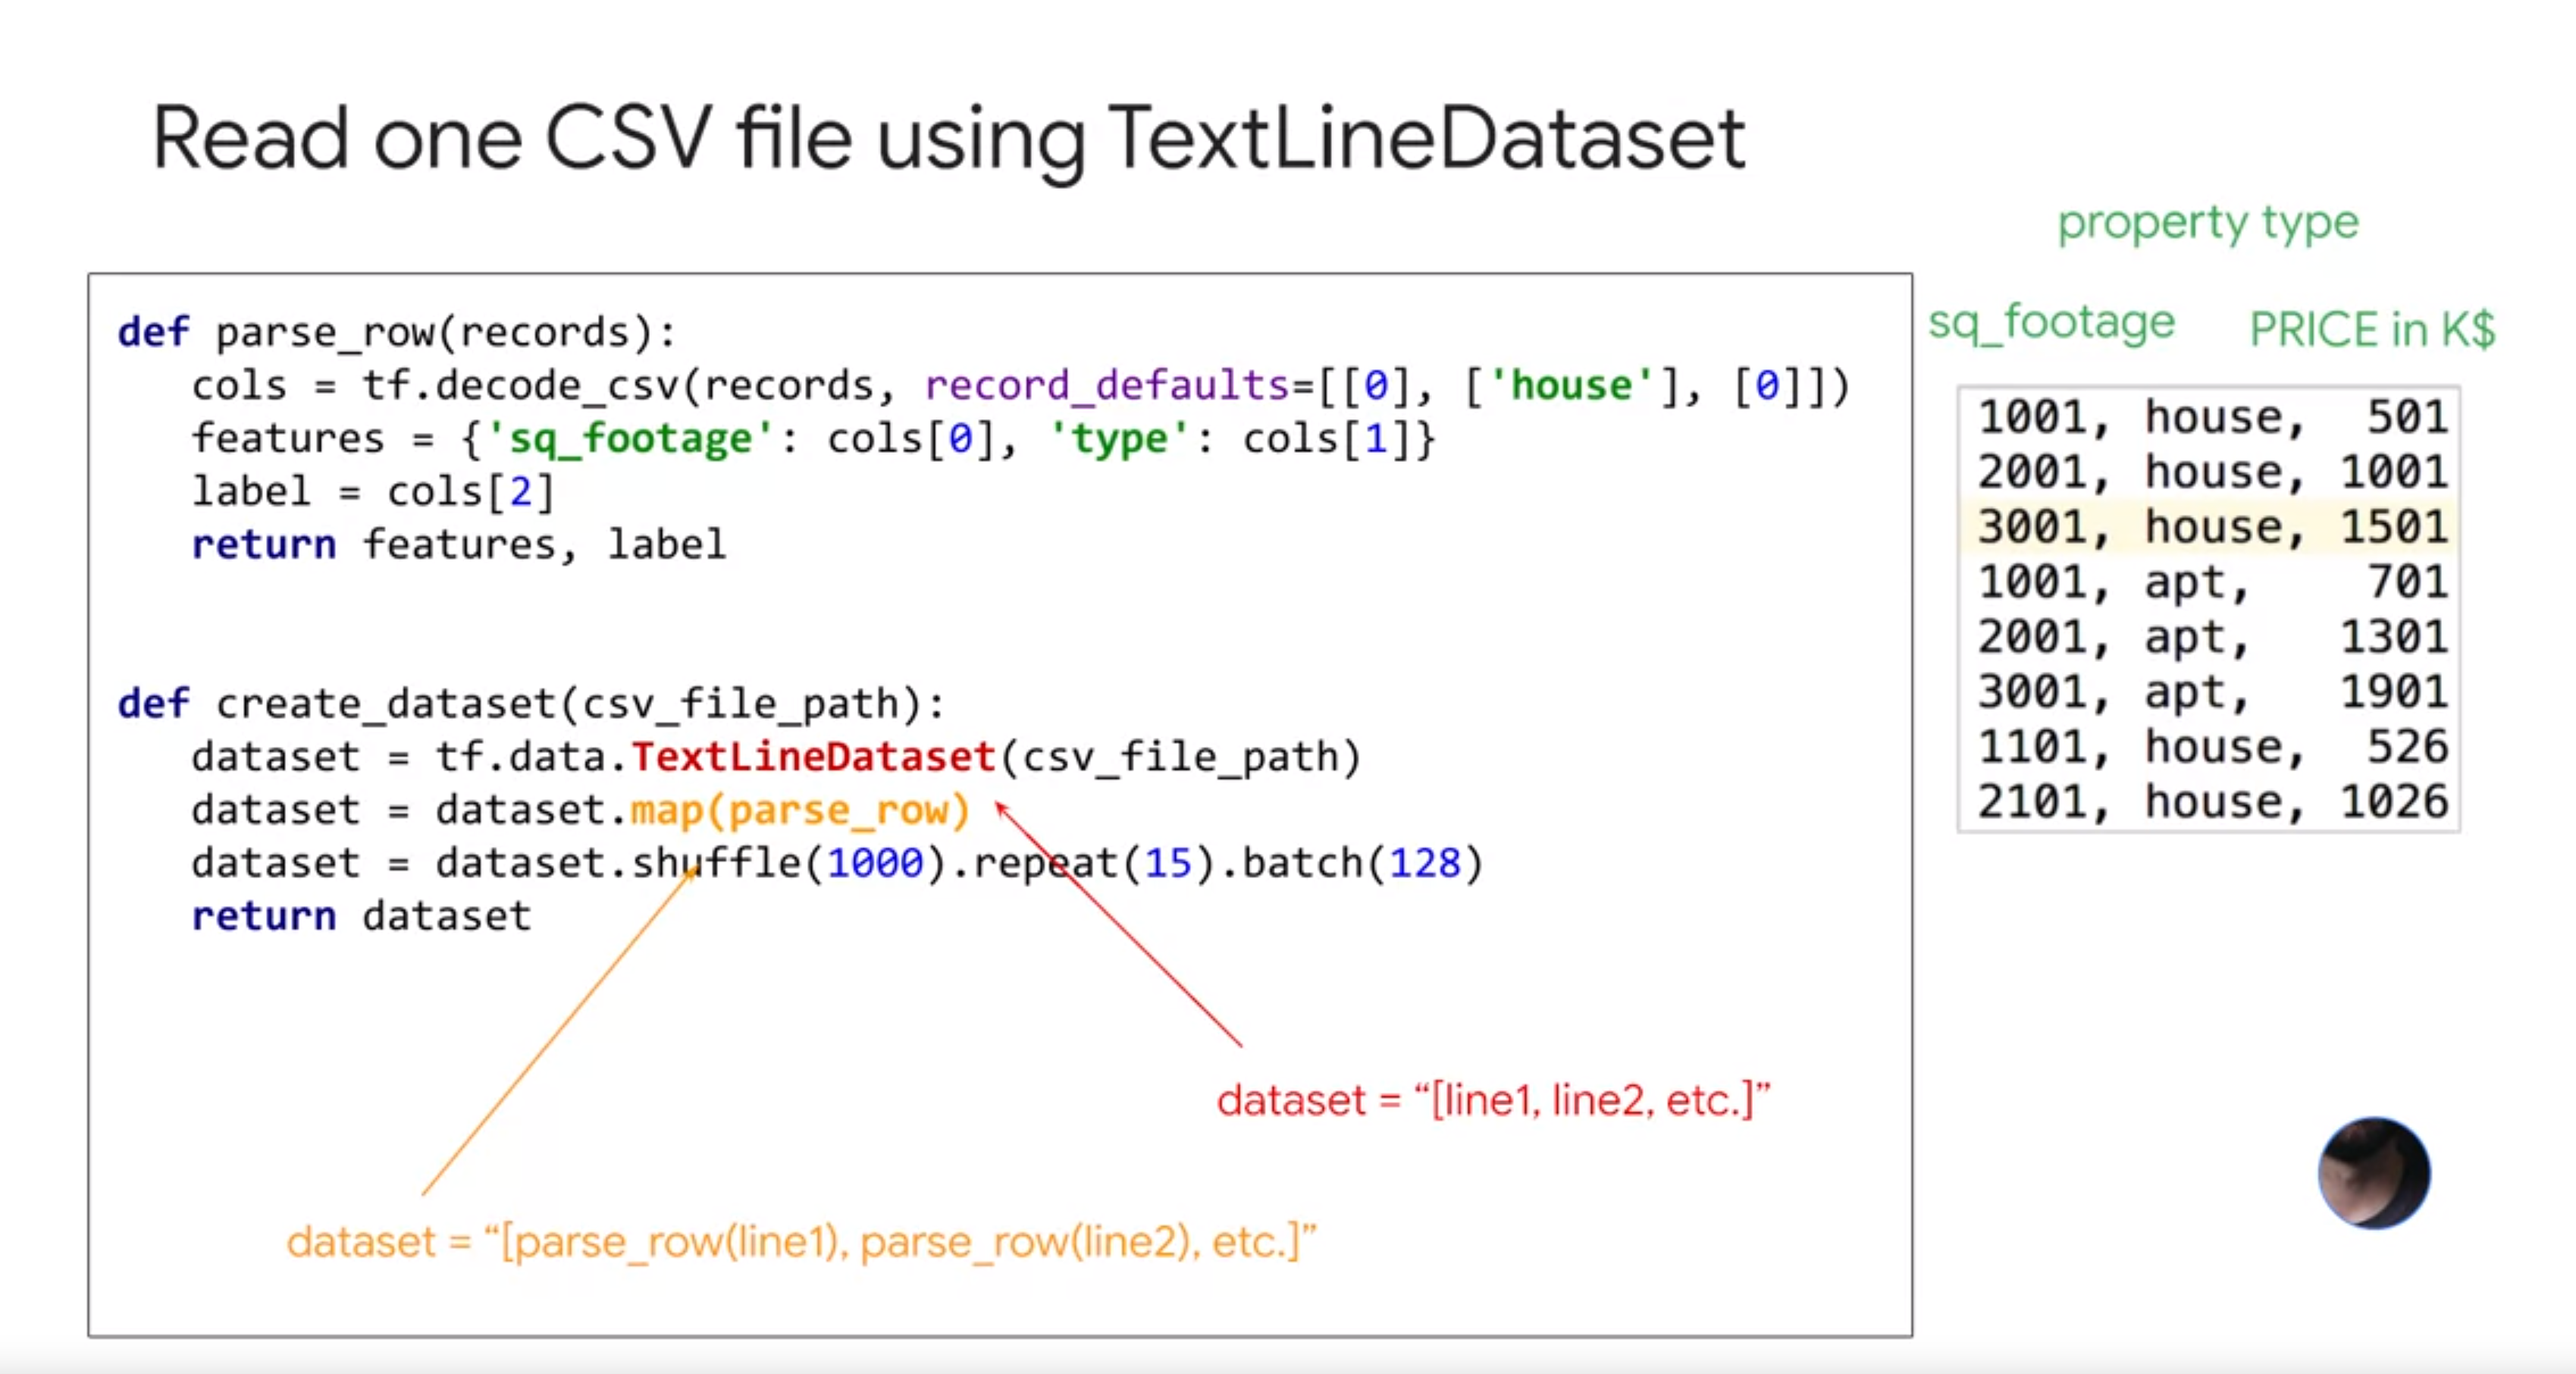 Read one CSV file using TextLineDataset
def parse_row(records):
cols = tf.decode_csv(records, record_defaults=[[0], ['house'], [0]])
features = {'sq_footage': cols[0], 'type': cols[1]}
label = cols[2]
return features, label
def create_dataset(csv_file_path):
dataset = tf.data.TextLineDataset(csv_file_path)
dataset = dataset.map(parse_row)
dataset = dataset.shuffle(1000).repeat(15).batch(128)
return dataset
dataset = “[line1, line2, etc.]”
dataset = “[parse_row(line1), parse_row(line2), etc.]”
property type
sq_footage PRICE in K$
1001, house, 501
2001, house, 1001
3001, house, 1501
1001, apt, 701
2001, apt, 1301
3001, apt, 1901
1101, house, 526
2101, house, 1026